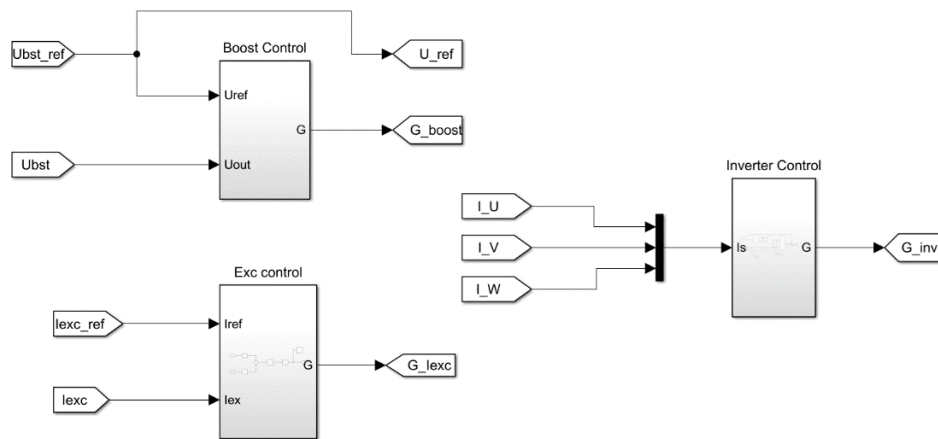 Ubst_ref
Boost Control
U_ref
Uref
G
G_boost
Ubst
Uout
Inverter Control
I_U
I_V
Is
G
G_inv
I_W
Exc control
Iexc_ref
Iref
G
G_Iexc
Iexc
Iex